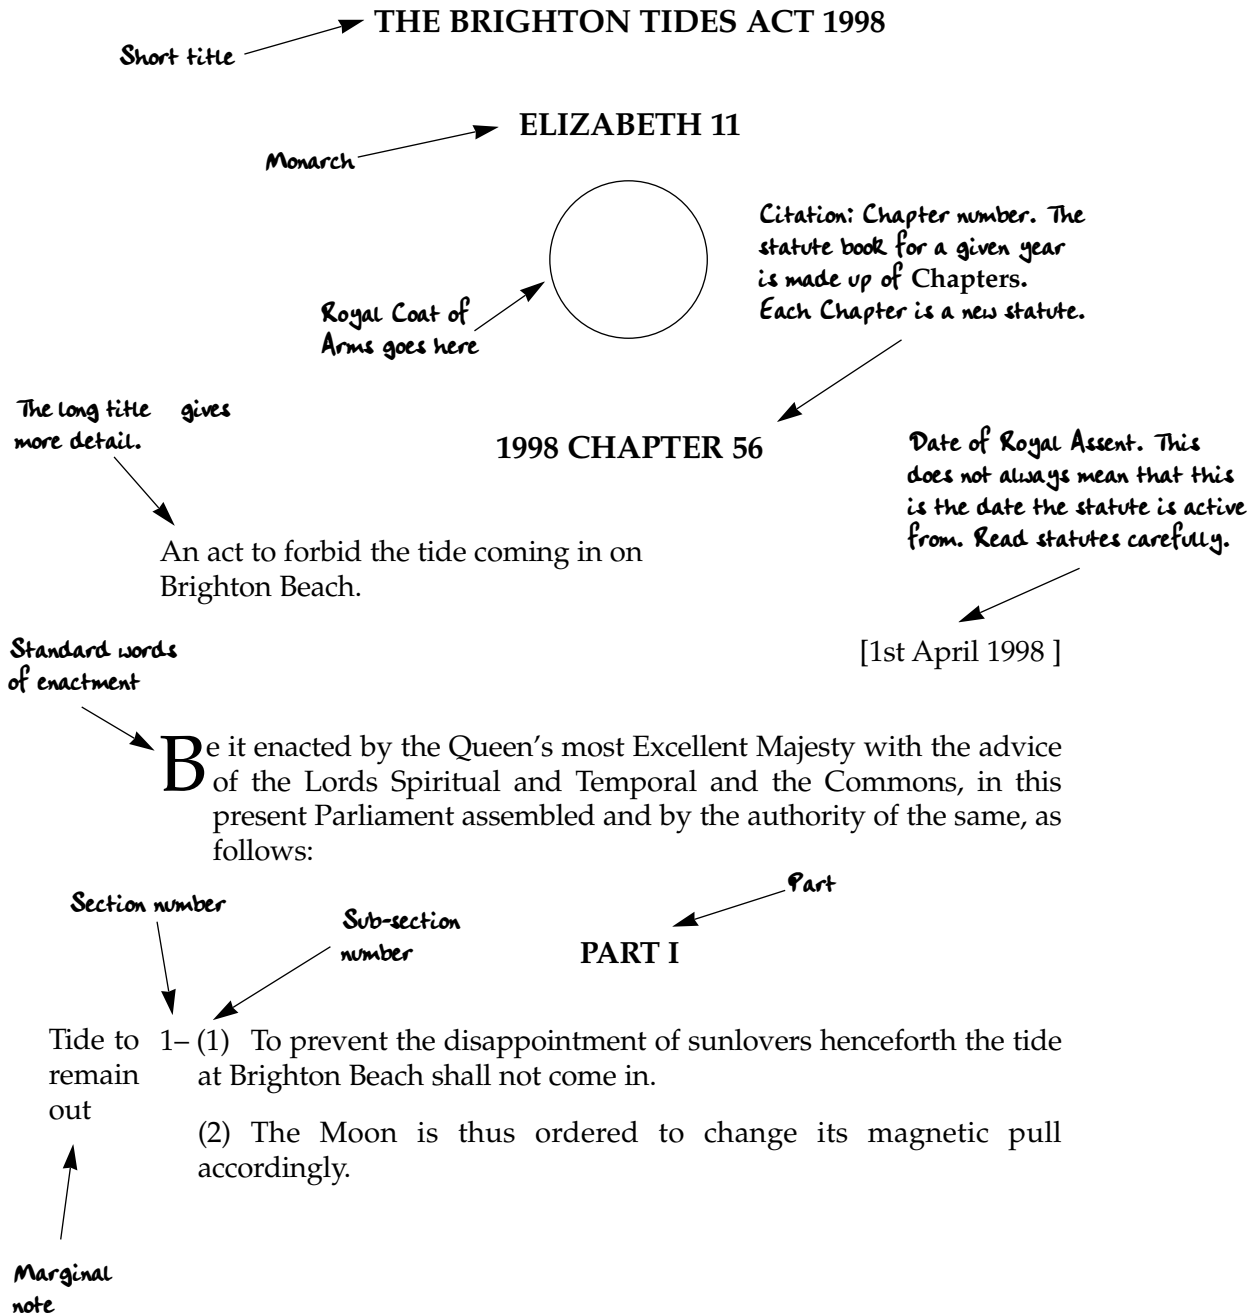 THE BRIGHTON TIDES ACT 1998
Short title
ELIZABETH 11
Monarch
Citation: Chapter number. The
statute book for a given year
is made up of Chapters.
Each Chapter is a new statute.
Royal Coat of
Arms goes here
The long title gives
more detail.
1998 CHAPTER 56
Date of Royal Assent. This
does not always mean that this
is the date the statute is active
from. Read statutes carefully.
An act to forbid the tide coming in on
Brighton Beach.
Standard words
of enactment
[1st April 1998 ]
Be it enacted by the Queen's most Excellent Majesty with the advice
of the Lords Spiritual and Temporal and the Commons, in this
present Parliament assembled and by the authority of the same, as
follows:
Part
Section number
Sub-section
number
PART I
Tide to
remain
out
1– (1) To prevent the disappointment of sunlovers henceforth the tide
at Brighton Beach shall not come in.
(2) The Moon is thus ordered to change its magnetic pull
accordingly.
Marginal
note